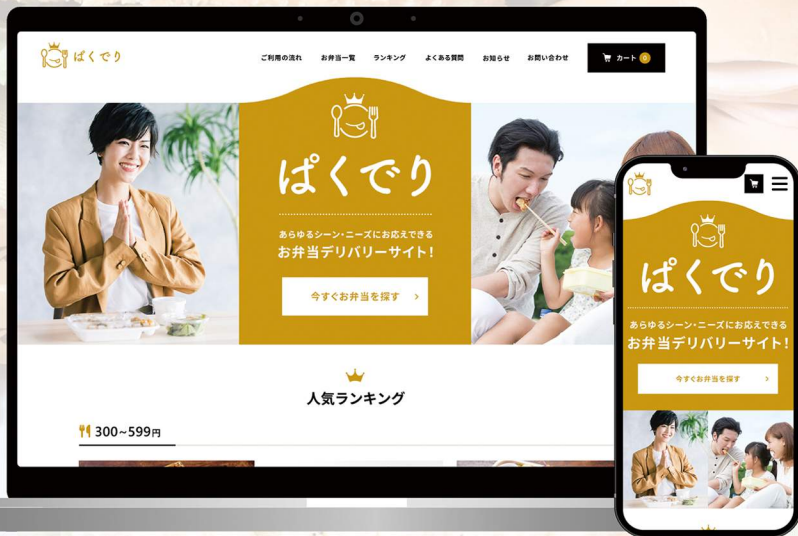 ぱくでり
ご利用の流れ お弁当一覧 ランキング よくある質問 お知らせ お問い合わせ カート 0
ぱくでり
あらゆるシーン・ニーズにお応えできる
お弁当デリバリーサイト!
今すぐお弁当を探す
人気ランキング
300~599円
ぱくでり
あらゆるシーン・ニーズにお応えできる
お弁当デリバリーサイト!
今すぐお弁当を探す